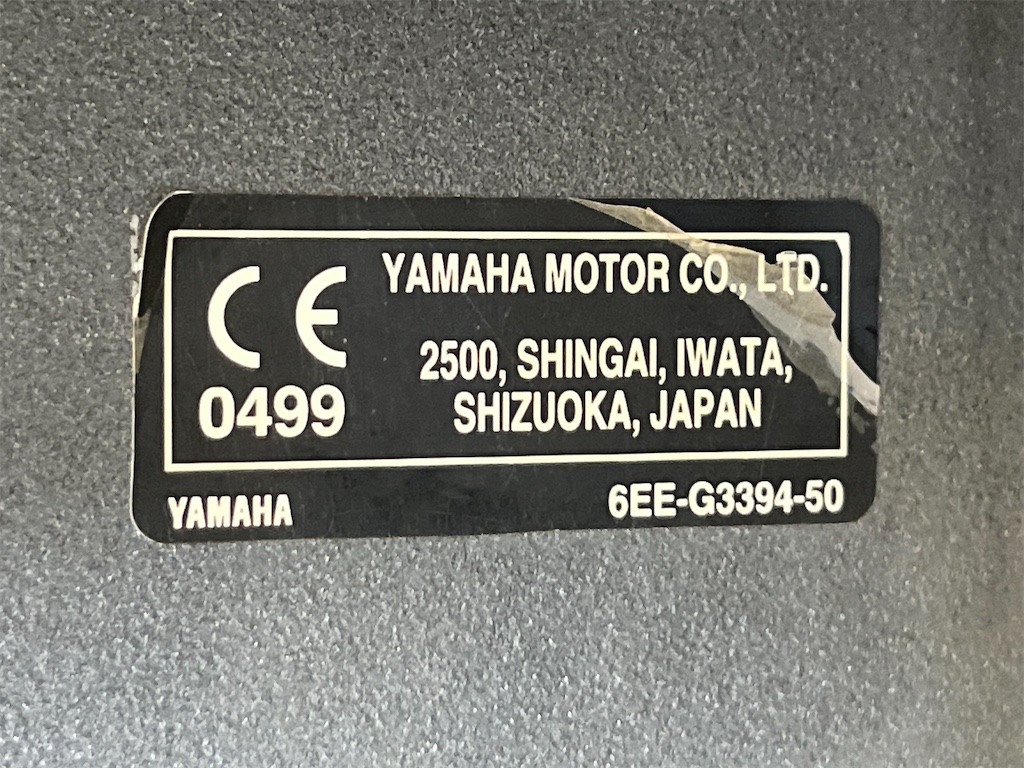 CE
0499
YAMAHA MOTOR CO., LTD.
2500, SHINGAI, IWATA,
SHIZUOKA, JAPAN
YAMAHA
6EE-G3394-50